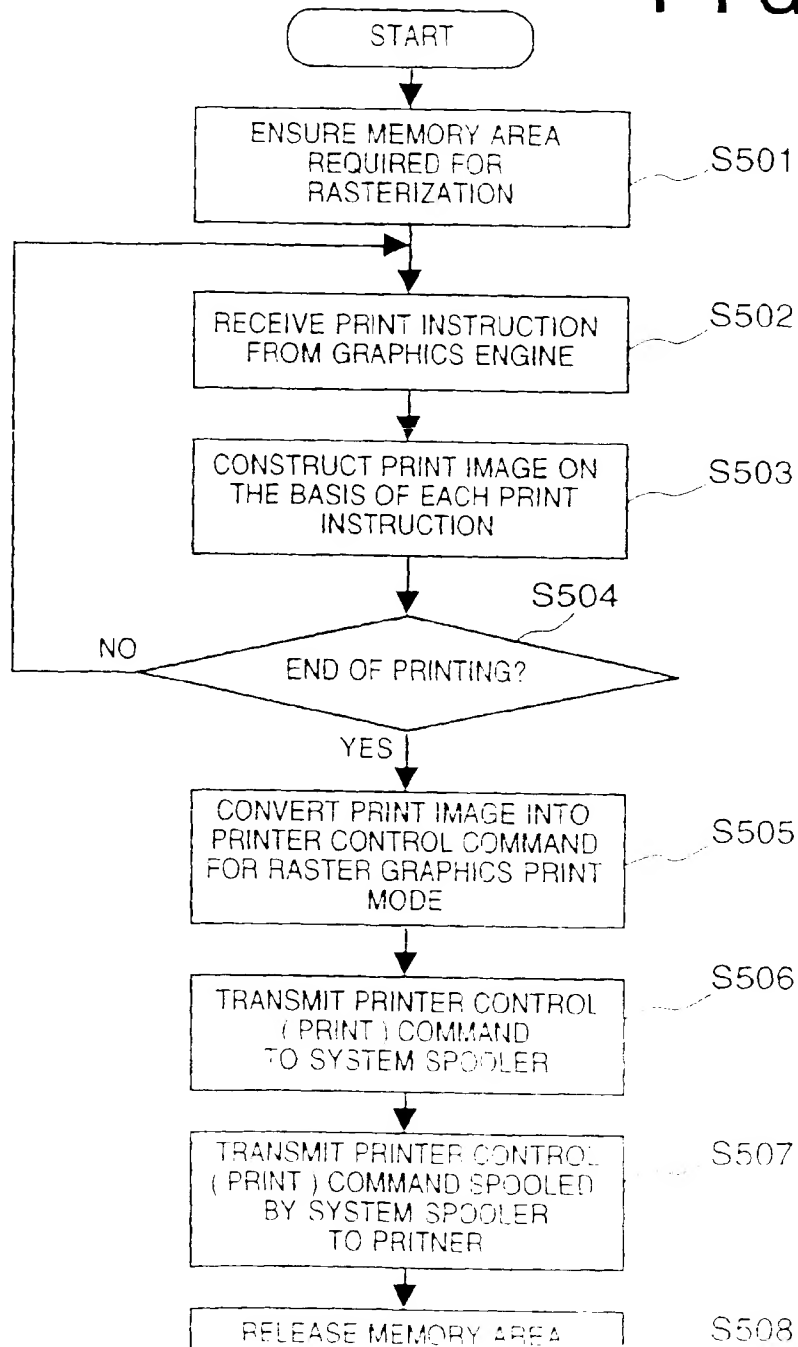 START
ENSURE MEMORY AREA
REQUIRED FOR
RASTERIZATION
S501
RECEIVE PRINT INSTRUCTION
FROM GRAPHICS ENGINE
S502
CONSTRUCT PRINT IMAGE ON
THE BASIS OF EACH PRINT
INSTRUCTION
S503
S504
NO
END OF PRINTING?
YES
CONVERT PRINT IMAGE INTO
PRINTER CONTROL COMMAND
FOR RASTER GRAPHICS PRINT
MODE
S505
TRANSMIT PRINTER CONTROL
( PRINT ) COMMAND
TO SYSTEM SPOOLER
S506
TRANSMIT PRINTER CONTROL
( PRINT ) COMMAND SPOOLED
BY SYSTEM SPOOLER
TO PRITNER
S507
RELEASE MEMORY AREA
S508